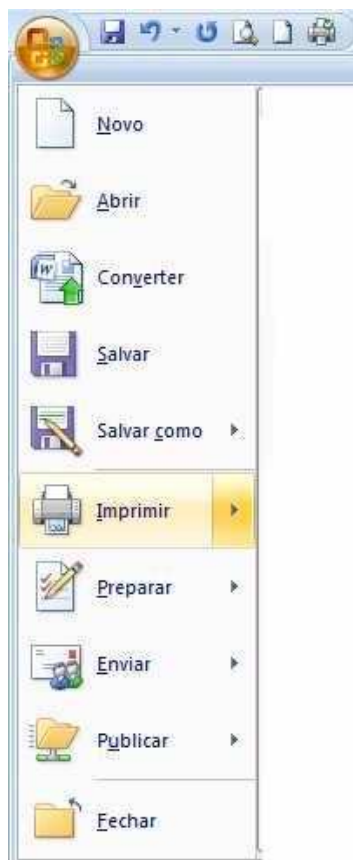 Novo
Abrir
Converter
Salvar
Salvar como
Imprimir
Preparar
Enviar
Publicar
Fechar